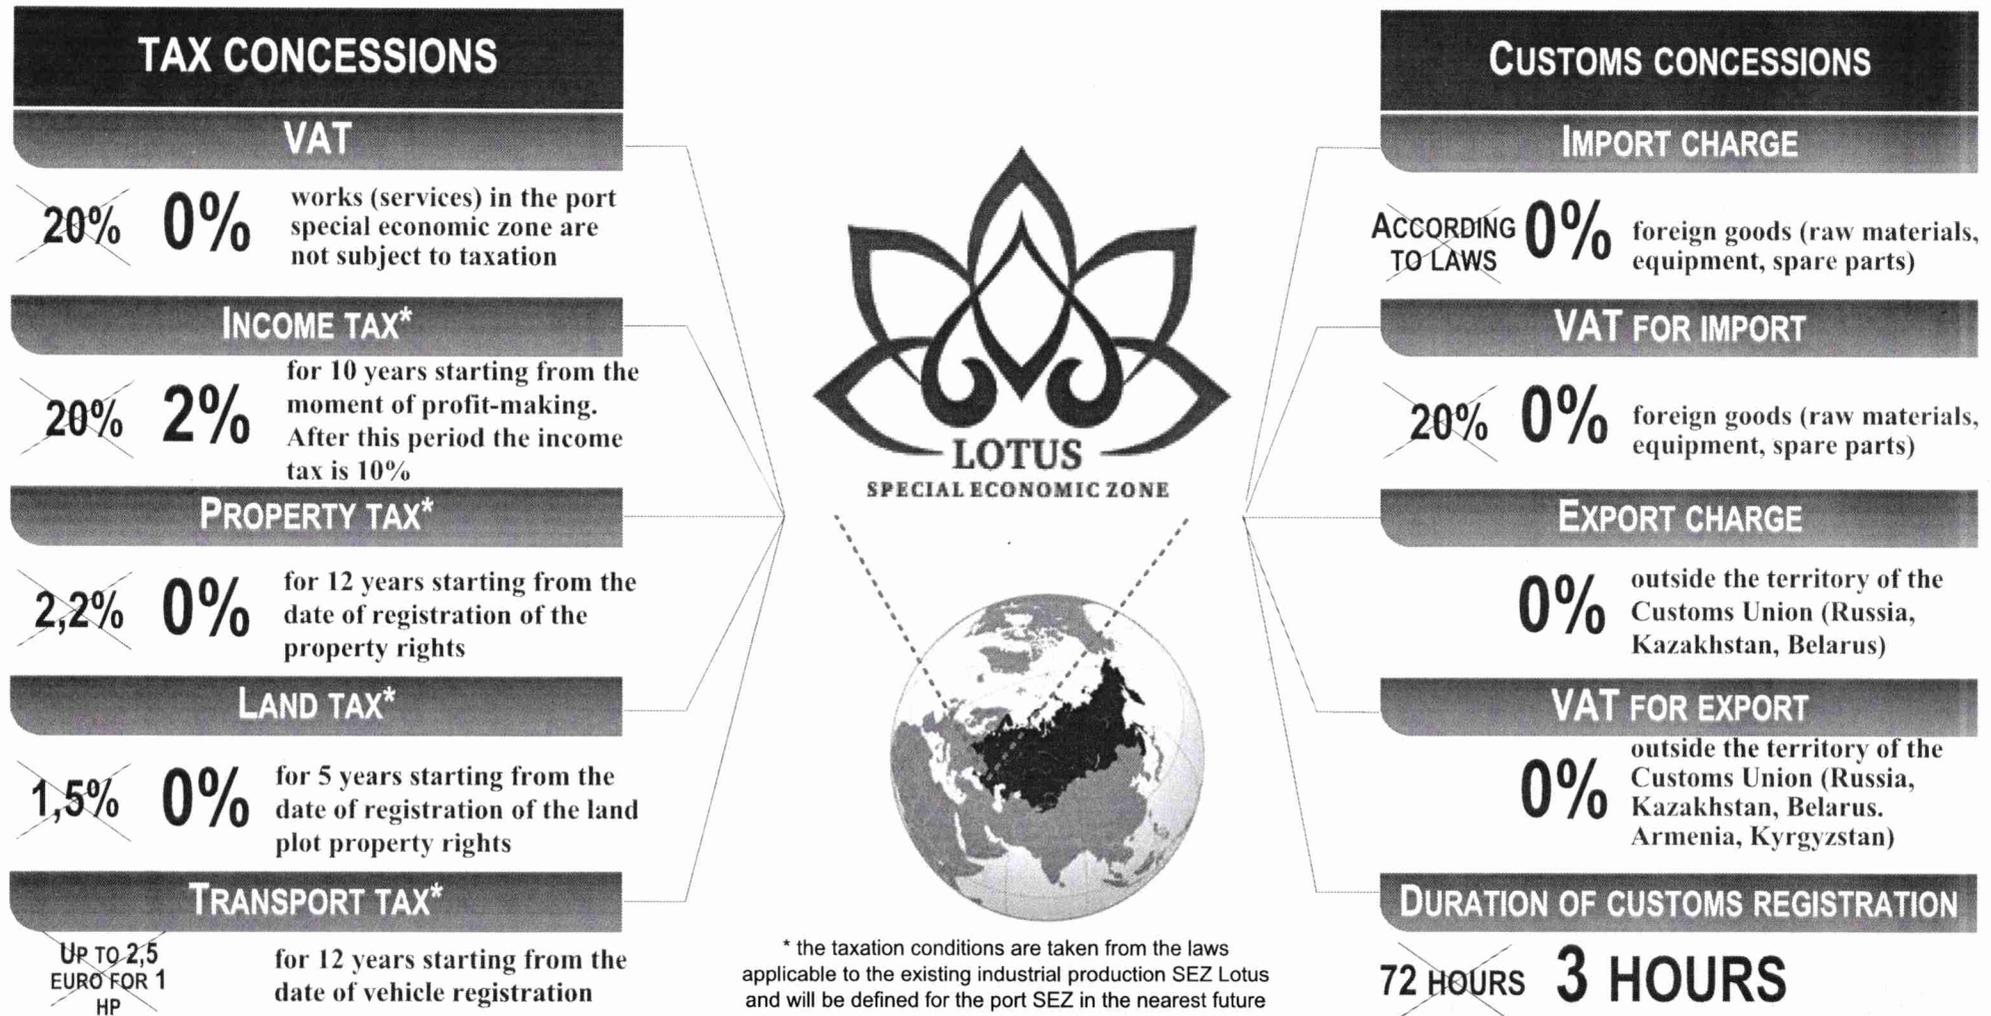 TAX CONCESSIONS
VAT
20% 0%
works (services) in the port
special economic zone are
not subject to taxation
INCOME TAX*
20% 2%
for 10 years starting from the
moment of profit-making.
After this period the income
tax is 10%
PROPERTY TAX*
2,2% 0%
for 12 years starting from the
date of registration of the
property rights
LAND TAX*
1,5% 0%
for 5 years starting from the
date of registration of the land
plot property rights
TRANSPORT TAX*
UP TO 2,5
EURO FOR 1
HP
for 12 years starting from the
date of vehicle registration
LOTUS
SPECIAL ECONOMIC ZONE
* the taxation conditions are taken from the laws
applicable to the existing industrial production SEZ Lotus
and will be defined for the port SEZ in the nearest future
CUSTOMS CONCESSIONS
IMPORT CHARGE
ACCORDING
TO LAWS
0%
foreign goods (raw materials,
equipment, spare parts)
VAT FOR IMPORT
20% 0%
foreign goods (raw materials,
equipment, spare parts)
EXPORT CHARGE
0%
outside the territory of the
Customs Union (Russia,
Kazakhstan, Belarus)
VAT FOR EXPORT
0%
outside the territory of the
Customs Union (Russia,
Kazakhstan, Belarus.
Armenia, Kyrgyzstan)
DURATION OF CUSTOMS REGISTRATION
72 HOURS 3 HOURS